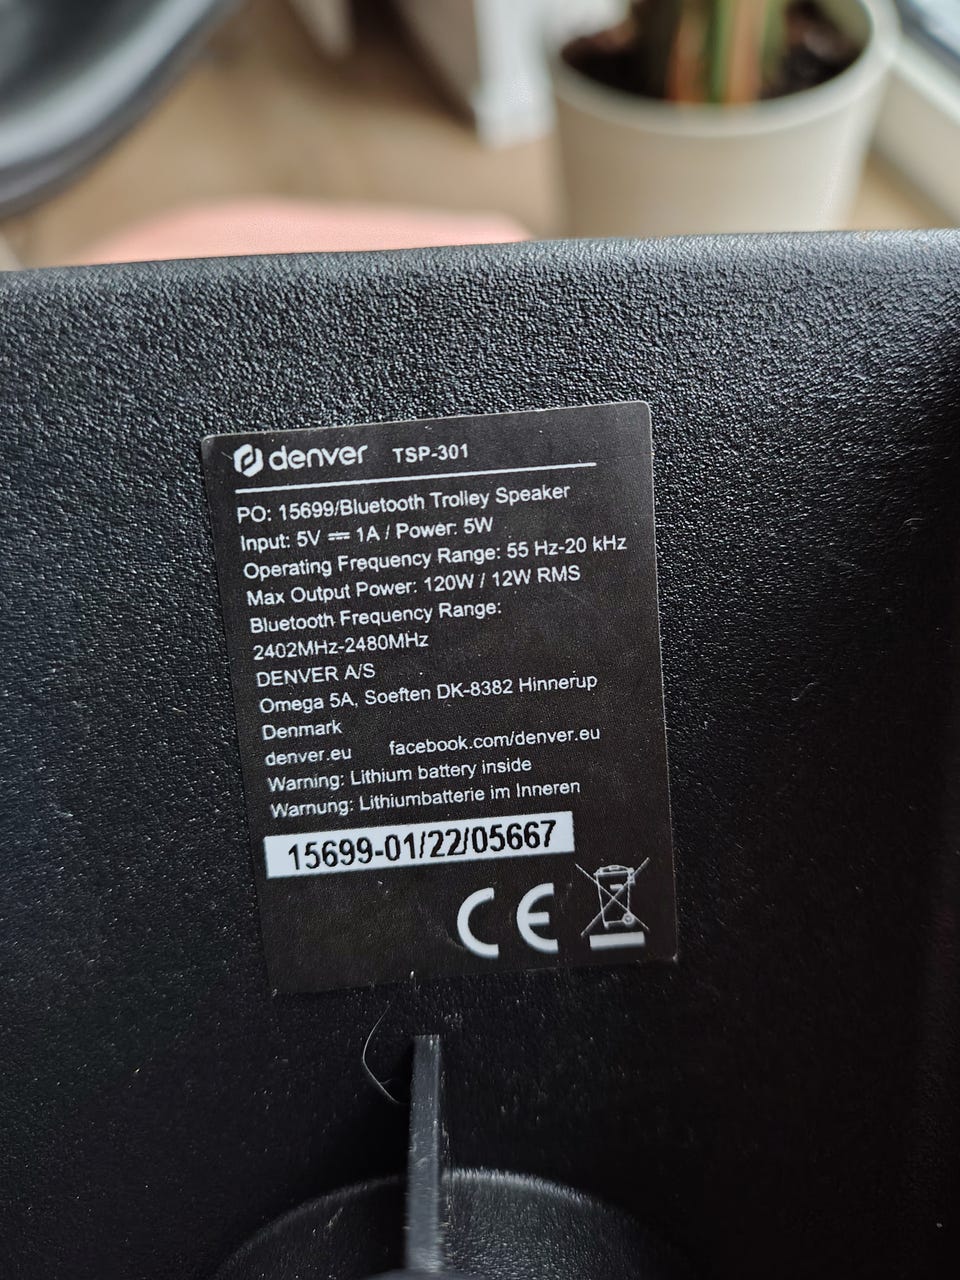 denver TSP-301
PO: 15699/Bluetooth Trolley Speaker
Input: 5V ⎓ 1A / Power: 5W
Operating Frequency Range: 55 Hz-20 kHz
Max Output Power: 120W / 12W RMS
Bluetooth Frequency Range:
2402MHz-2480MHz
DENVER A/S
Omega 5A, Soeften DK-8382 Hinnerup
Denmark
denver.eu facebook.com/denver.eu
Warning: Lithium battery inside
Warnung: Lithiumbatterie im Inneren
15699-01/22/05667
CE